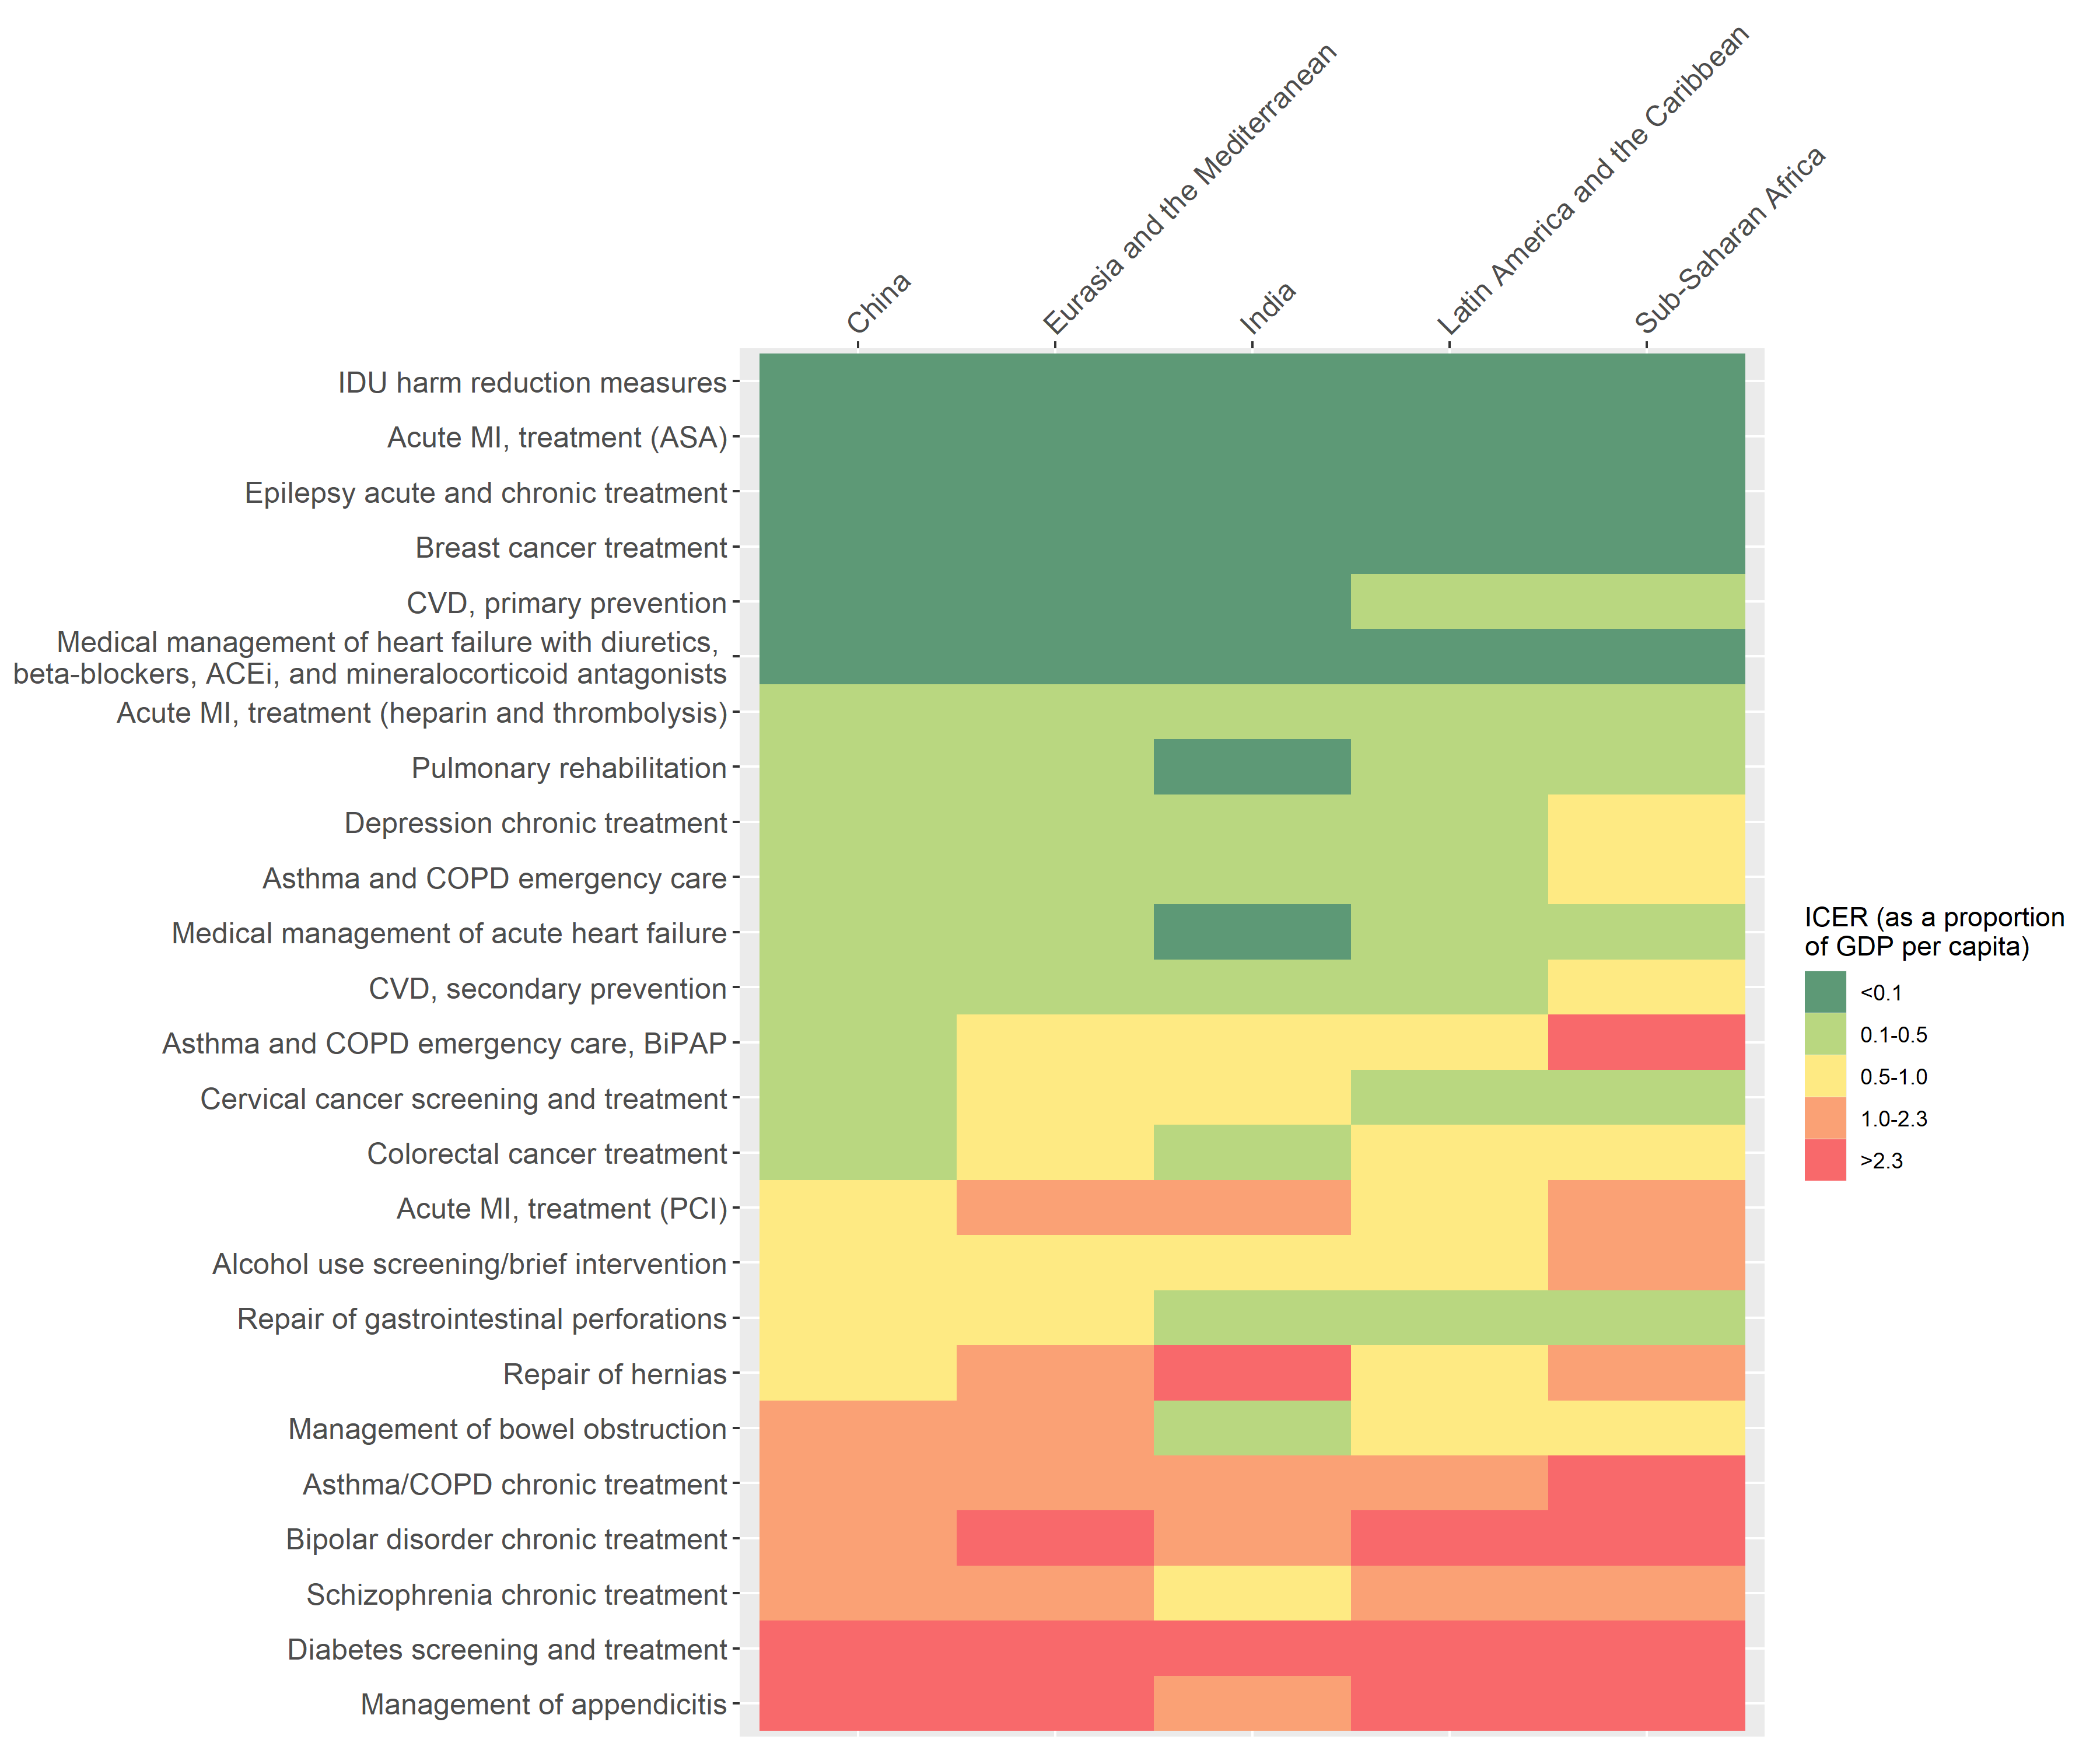 China
Eurasia and the Mediterranean
India
Latin America and the Caribbean
Sub-Saharan Africa
IDU harm reduction measures
Acute MI, treatment (ASA)
Epilepsy acute and chronic treatment
Breast cancer treatment
CVD, primary prevention
Medical management of heart failure with diuretics,
beta-blockers, ACEi, and mineralocorticoid antagonists
Acute MI, treatment (heparin and thrombolysis)
Pulmonary rehabilitation
Depression chronic treatment
Asthma and COPD emergency care
Medical management of acute heart failure
CVD, secondary prevention
Asthma and COPD emergency care, BiPAP
Cervical cancer screening and treatment
Colorectal cancer treatment
Acute MI, treatment (PCI)
Alcohol use screening/brief intervention
Repair of gastrointestinal perforations
Repair of hernias
Management of bowel obstruction
Asthma/COPD chronic treatment
Bipolar disorder chronic treatment
Schizophrenia chronic treatment
Diabetes screening and treatment
Management of appendicitis
ICER (as a proportion
of GDP per capita)
<0.1
0.1-0.5
0.5-1.0
1.0-2.3
>2.3